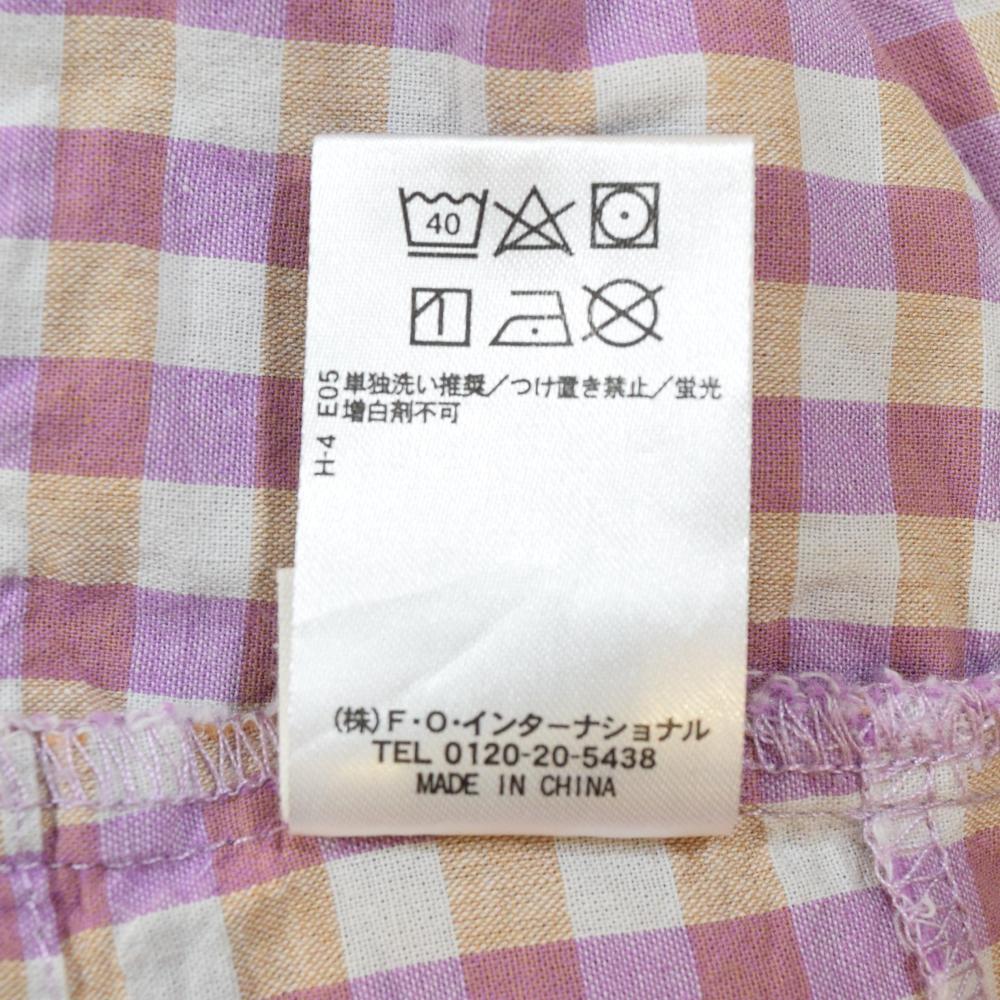 40
単独洗い推奨／つけ置き禁止／蛍光
増白剤不可
H-4 E05
(株)F・O・インターナショナル
TEL 0120-20-5438
MADE IN CHINA